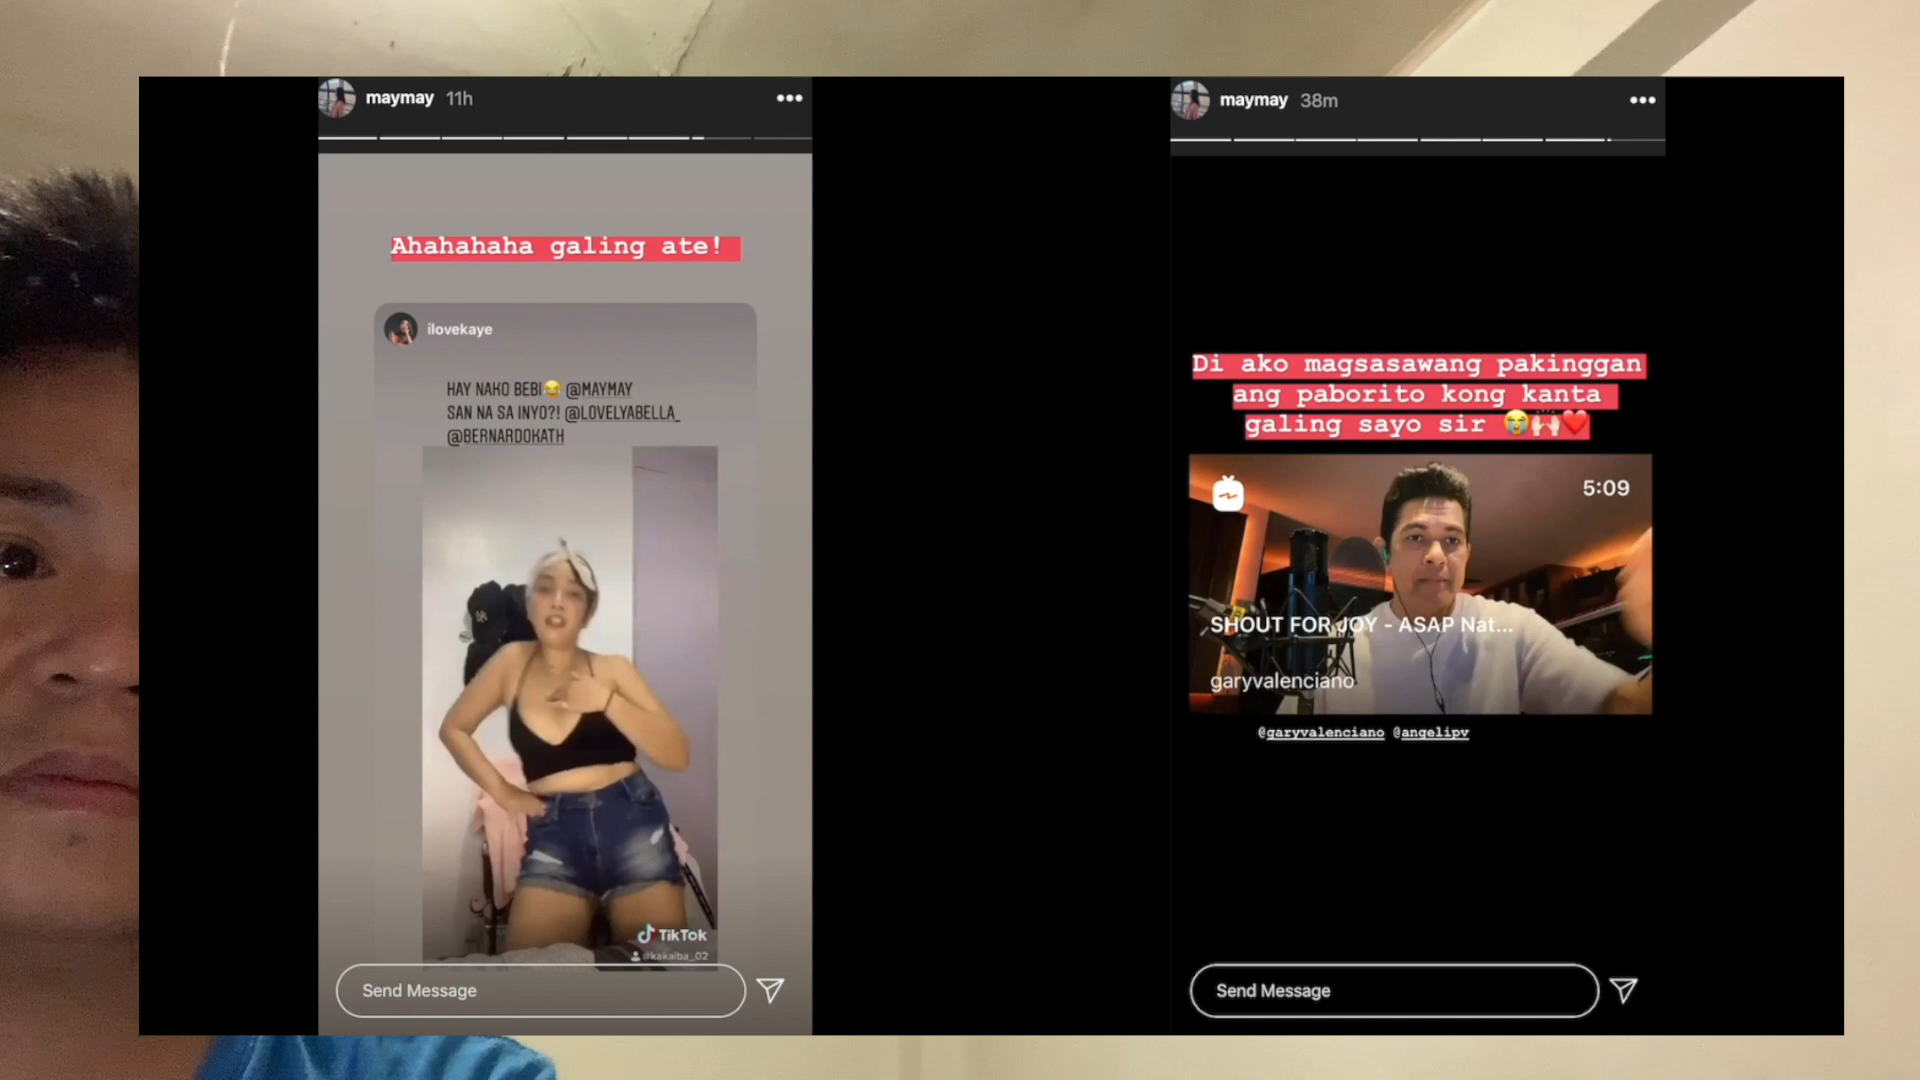 maymay 11h
Ahahahaha galing ate!
ilovekaye
HAY NAKO BEBI😂 @MAYMAY
SAN NA SA INYO?! @LOVELYABELLA_
@BERNARDOKATH
TikTok
@kakaiba_02
Send Message
maymay 38m
Di ako magsasawang pakinggan
ang paborito kong kanta
galing sayo sir 😭🙌🏻❤️
5:09
SHOUT FOR JOY - ASAP Nat...
garyvalenciano
@garyvalenciano @angelipv
Send Message